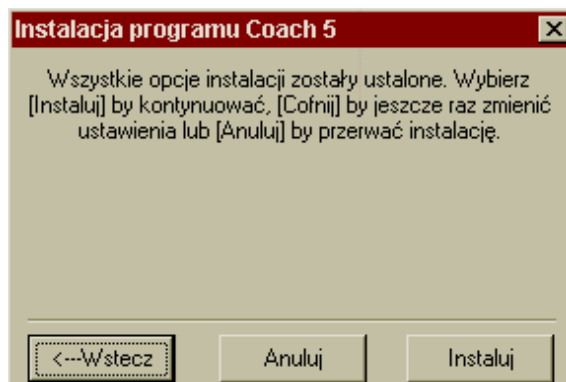 Instalacja programu Coach 5
Wszystkie opcje instalacji zostały ustalone. Wybierz
[Instaluj] by kontynuować, [Cofnij] by jeszcze raz zmienić
ustawienia lub [Anuluj] by przerwać instalację.
<---Wstecz
Anuluj
Instaluj